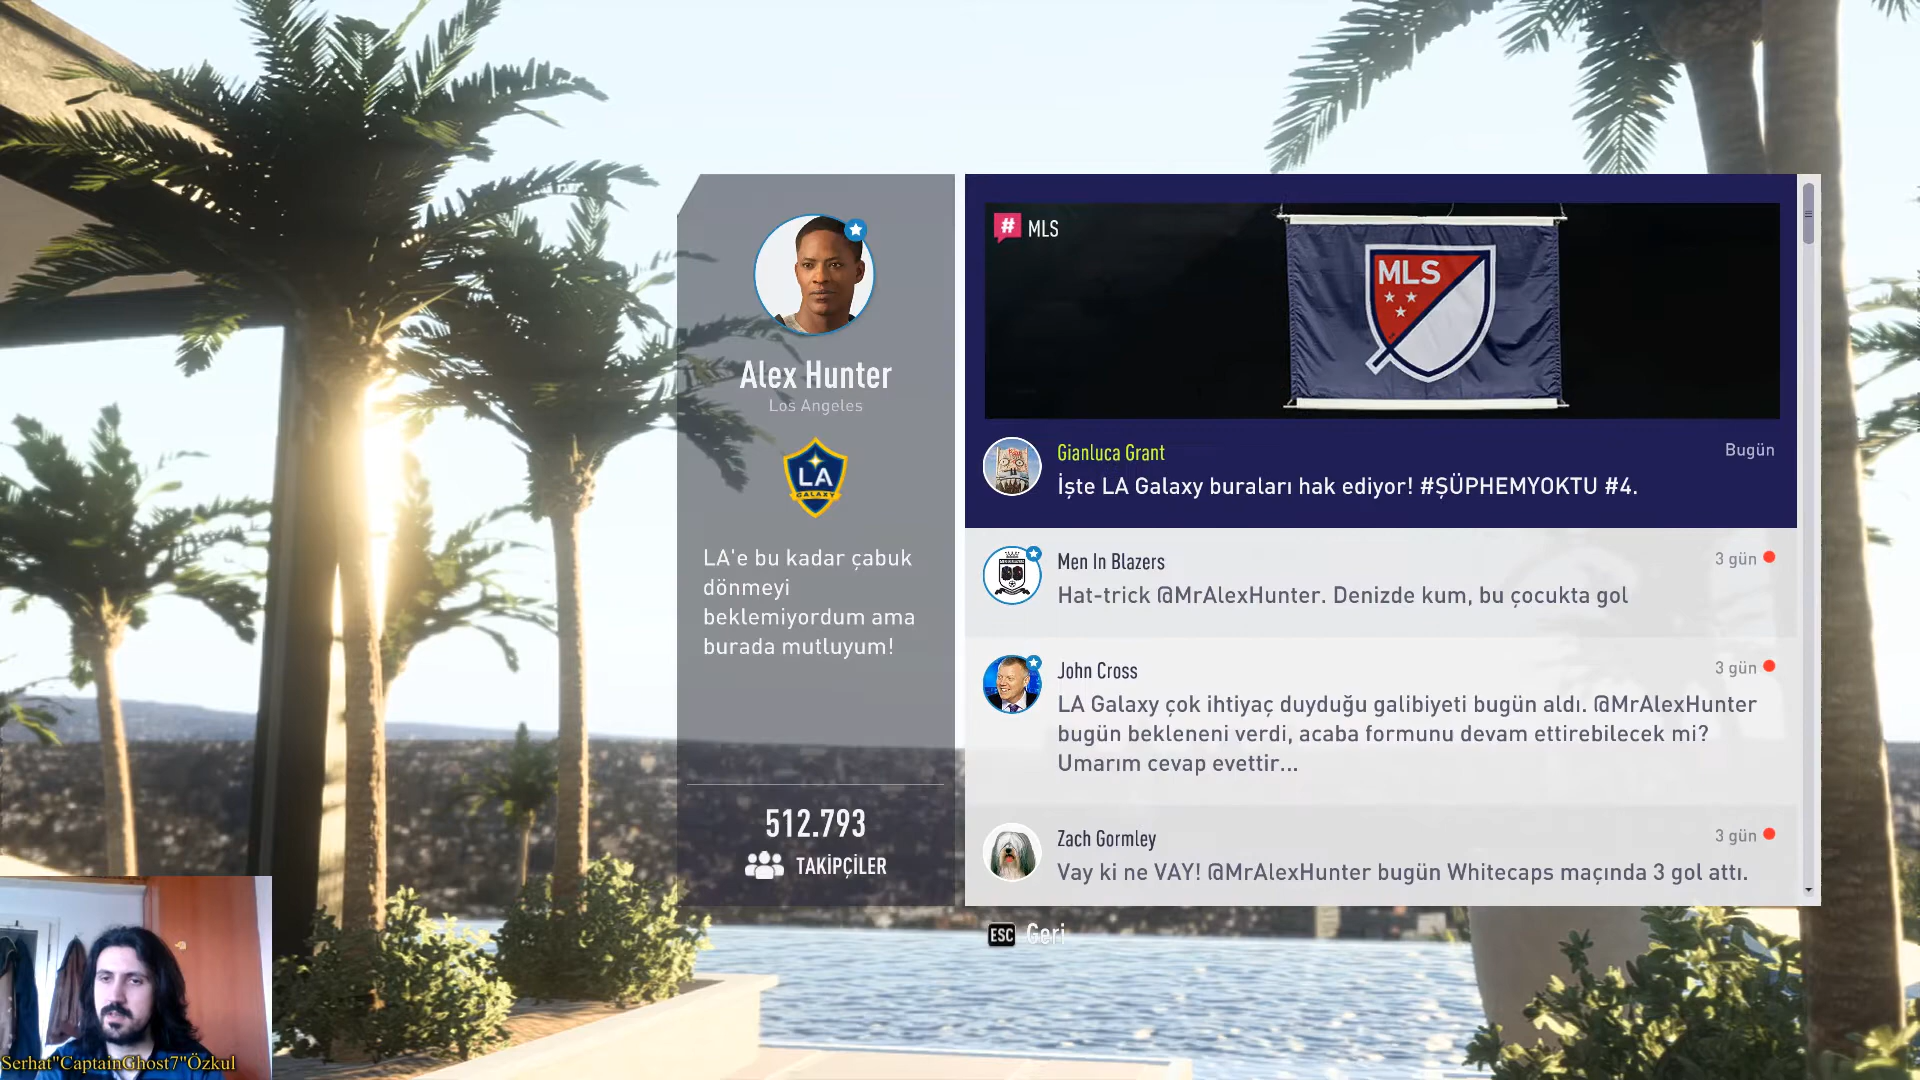 Alex Hunter
Los Angeles
LA
GALAXY
LA'e bu kadar çabuk
dönmeyi
beklemiyordum ama
burada mutluyum!
512.793
TAKİPÇİLER
# MLS
MLS
Gianluca Grant
Bugün
İşte LA Galaxy buraları hak ediyor! #ŞÜPHEMYOKTU #4.
Men In Blazers
3 gün
Hat-trick @MrAlexHunter. Denizde kum, bu çocukta gol
John Cross
3 gün
LA Galaxy çok ihtiyaç duyduğu galibiyeti bugün aldı. @MrAlexHunter
bugün bekleneni verdi, acaba formunu devam ettirebilecek mi?
Umarım cevap evettir...
Zach Gormley
3 gün
Vay ki ne VAY! @MrAlexHunter bugün Whitecaps maçında 3 gol attı.
ESC Geri
Serhat"CaptainGhost7"Özkul